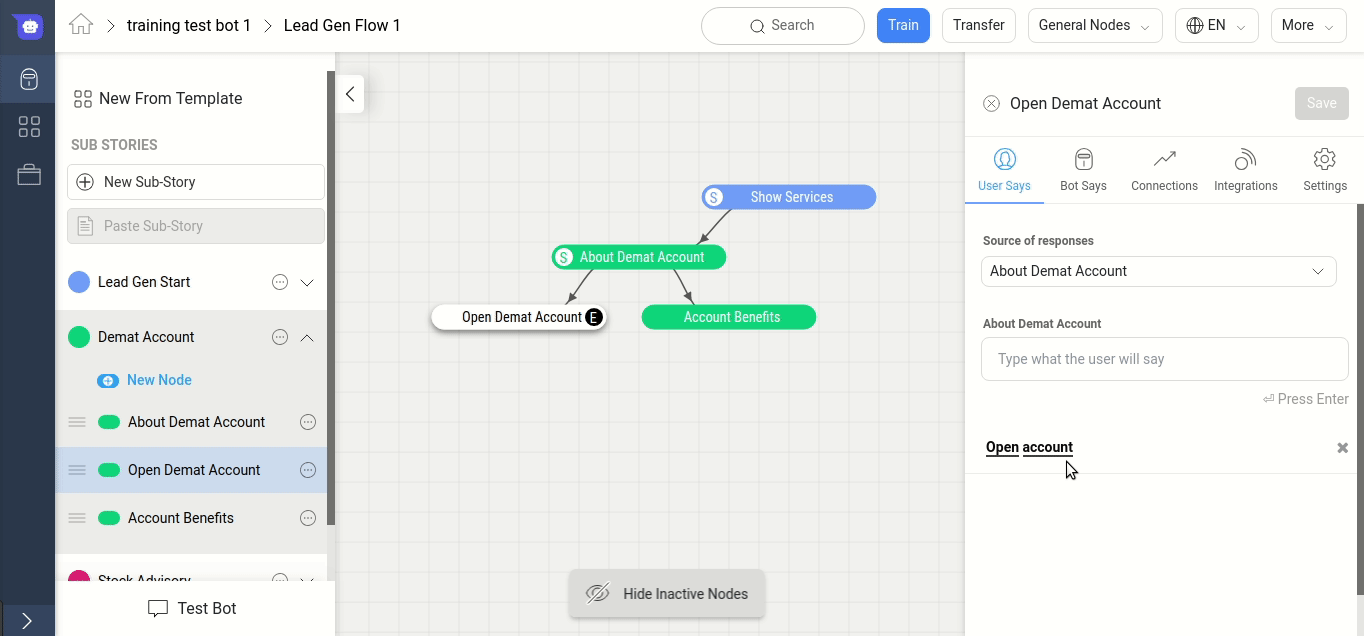 training test bot 1
Lead Gen Flow 1
Search
Train
Transfer
General Nodes
EN
More
New From Template
SUB STORIES
New Sub-Story
Paste Sub-Story
Lead Gen Start
Demat Account
New Node
About Demat Account
Open Demat Account
Account Benefits
Stock Advisory
Test Bot
S Show Services
S About Demat Account
Open Demat Account E
Account Benefits
Hide Inactive Nodes
Open Demat Account
Save
User Says
Bot Says
Connections
Integrations
Settings
Source of responses
About Demat Account
About Demat Account
Type what the user will say
⏎ Press Enter
Open account